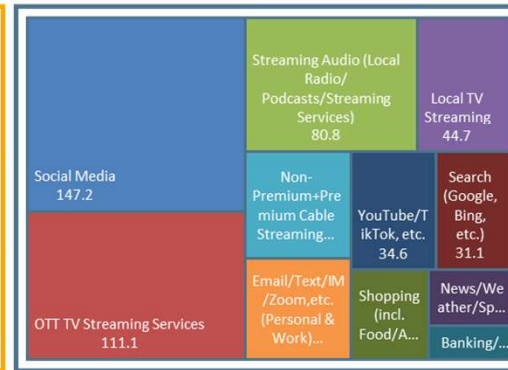 Social Media
147.2
OTT TV Streaming Services
111.1
Streaming Audio (Local
Radio/
Podcasts/Streaming
Services)
80.8
Local TV
Streaming
44.7
Non-
Premium+Pre
mium Cable
Streaming...
YouTube/T
ikTok, etc.
34.6
Search
(Google,
Bing,
etc.)
31.1
Email/Text/IM
/Zoom,etc.
(Personal &
Work)...
Shopping
(incl.
Food/A...
News/We
ather/Sp...
Banking/...